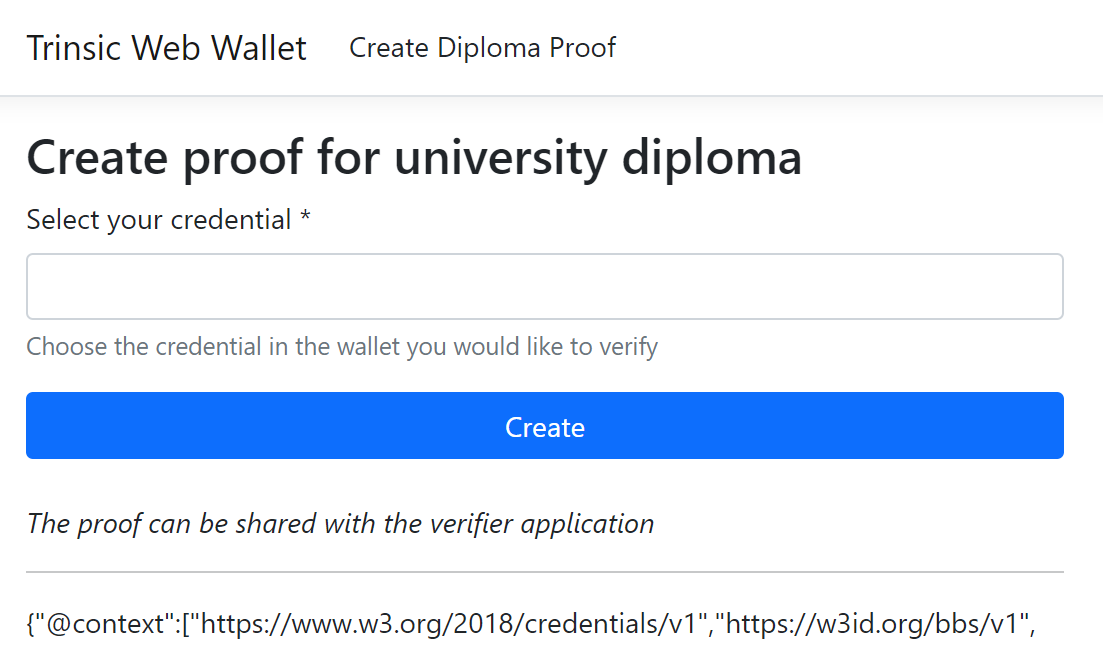 Trinsic Web Wallet Create Diploma Proof
Create proof for university diploma
Select your credential *
Choose the credential in the wallet you would like to verify
Create
The proof can be shared with the verifier application
{"@context":["https://www.w3.org/2018/credentials/v1","https://w3id.org/bbs/v1",